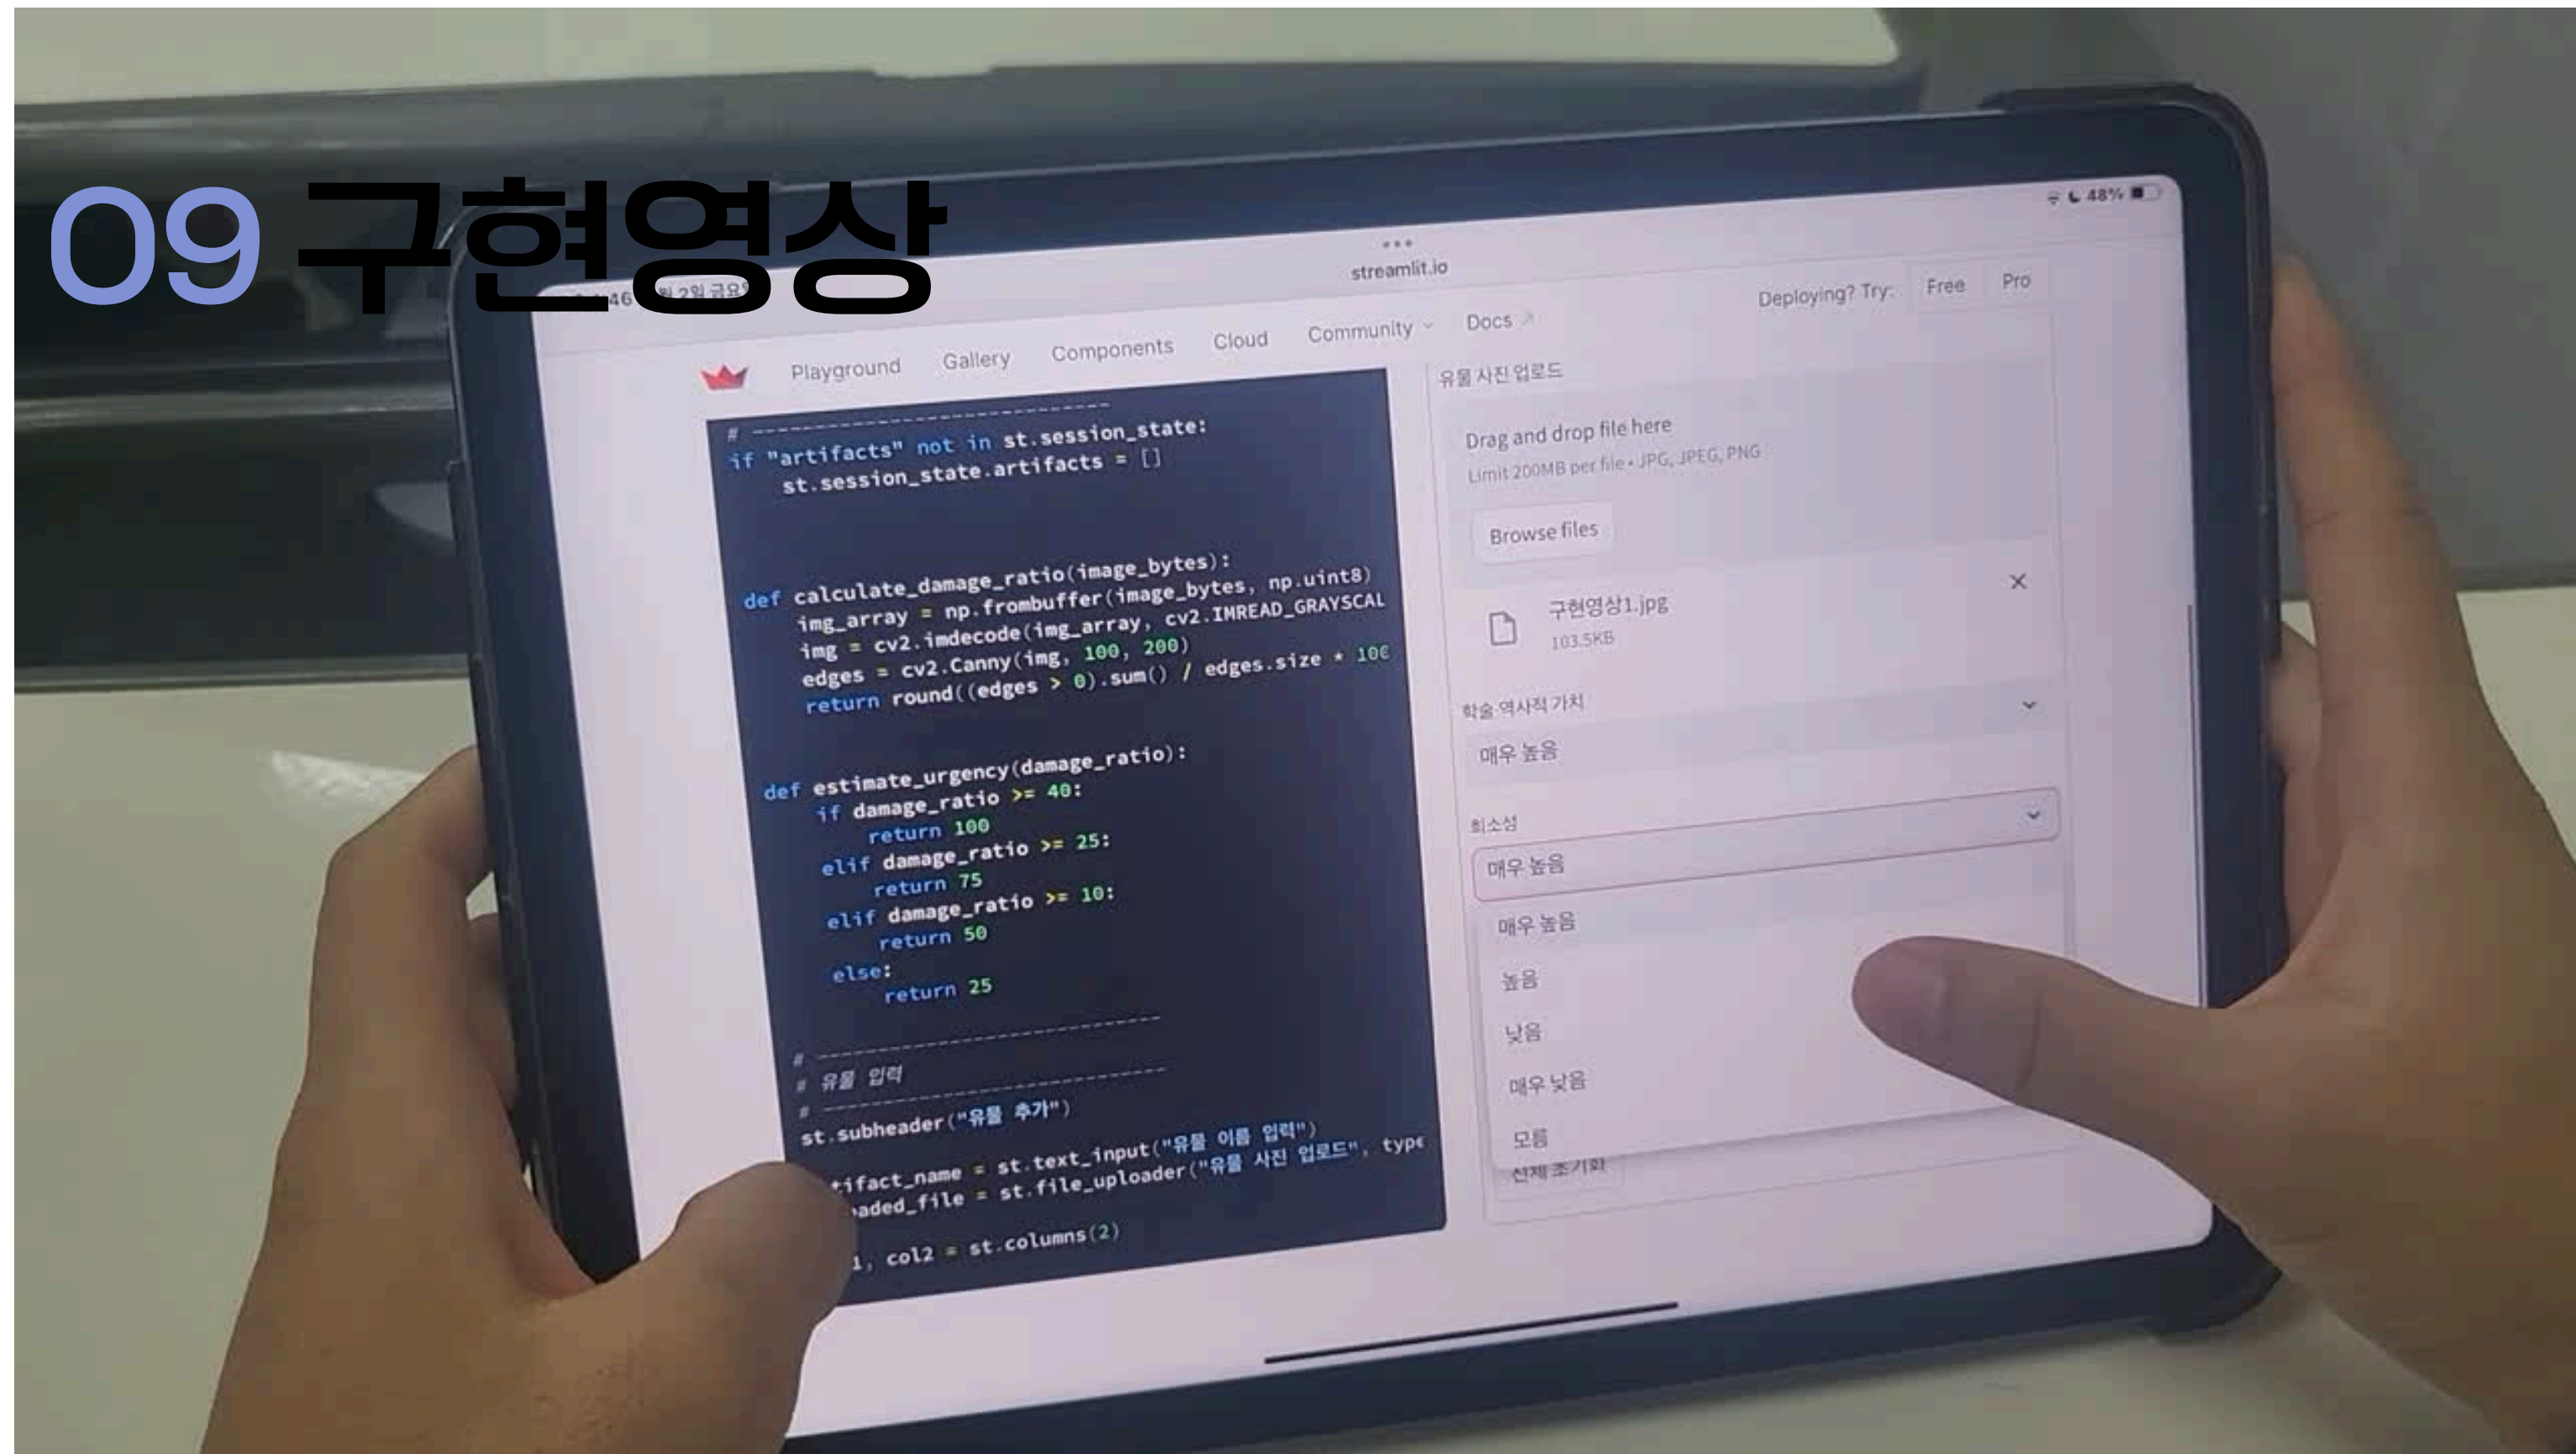 09 구현영상
48%
streamlit.io
Deploying? Try: Free Pro
Playground Gallery Components Cloud Community Docs
# ----------------------------
if "artifacts" not in st.session_state:
st.session_state.artifacts = []
def calculate_damage_ratio(image_bytes):
img_array = np.frombuffer(image_bytes, np.uint8)
img = cv2.imdecode(img_array, cv2.IMREAD_GRAYSCAL
edges = cv2.Canny(img, 100, 200)
return round((edges > 0).sum() / edges.size * 100
def estimate_urgency(damage_ratio):
if damage_ratio >= 40:
return 100
elif damage_ratio >= 25:
return 75
elif damage_ratio >= 10:
return 50
else:
return 25
# ----------------------------
# 유물 입력
# ----------------------------
st.subheader("유물 추가")
tifact_name = st.text_input("유물 이름 입력")
aded_file = st.file_uploader("유물 사진 업로드", type
1, col2 = st.columns(2)
유물 사진 업로드
Drag and drop file here
Limit 200MB per file • JPG, JPEG, PNG
Browse files
구현영상1.jpg
103.5KB
학술·역사적 가치
매우 높음
희소성
매우 높음
매우 높음
높음
낮음
매우 낮음
모름
전체 초기화